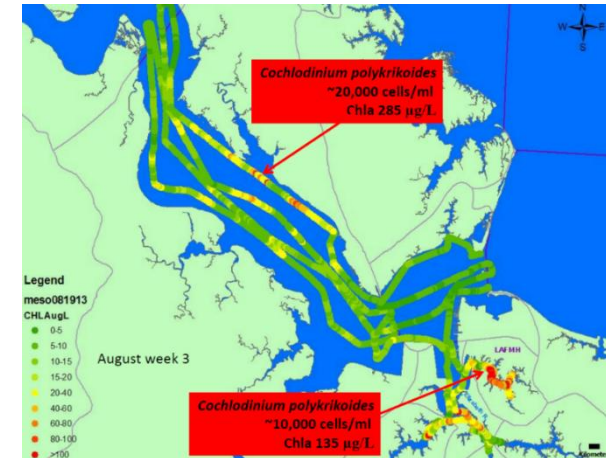 N
W E
S
Cochlodinium polykrikoides
~20,000 cells/ml
Chla 285 µg/L
Legend
meso081913
CHLAugL
0-5
5-10
10-15
15-20
20-40
40-60
60-80
80-100
>100
August week 3
LAFMH
Cochlodinium polykrikoides
~10,000 cells/ml
Chla 135 µg/L